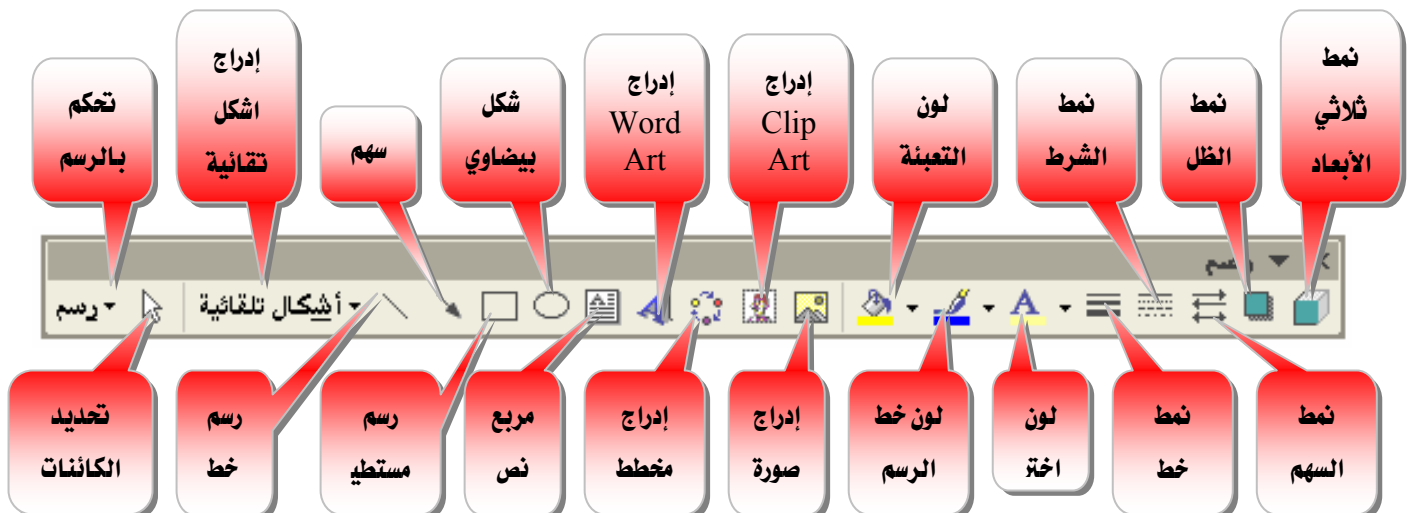 تحكم
بالرسم
إدراج
اشكل
تقائية
سهم
شكل
بيضاوي
إدراج
Word
Art
إدراج
Clip
Art
لون
التعبئة
نمط
الشرط
نمط
الظل
نمط
ثلاثي
الأبعاد
رسم
رسم
أشكال تلقائية
تحديد
الكائنات
رسم
خط
رسم
مستطي
مربع
نص
إدراج
مخطط
إدراج
صورة
لون خط
الرسم
لون
اختر
نمط
خط
نمط
السهم